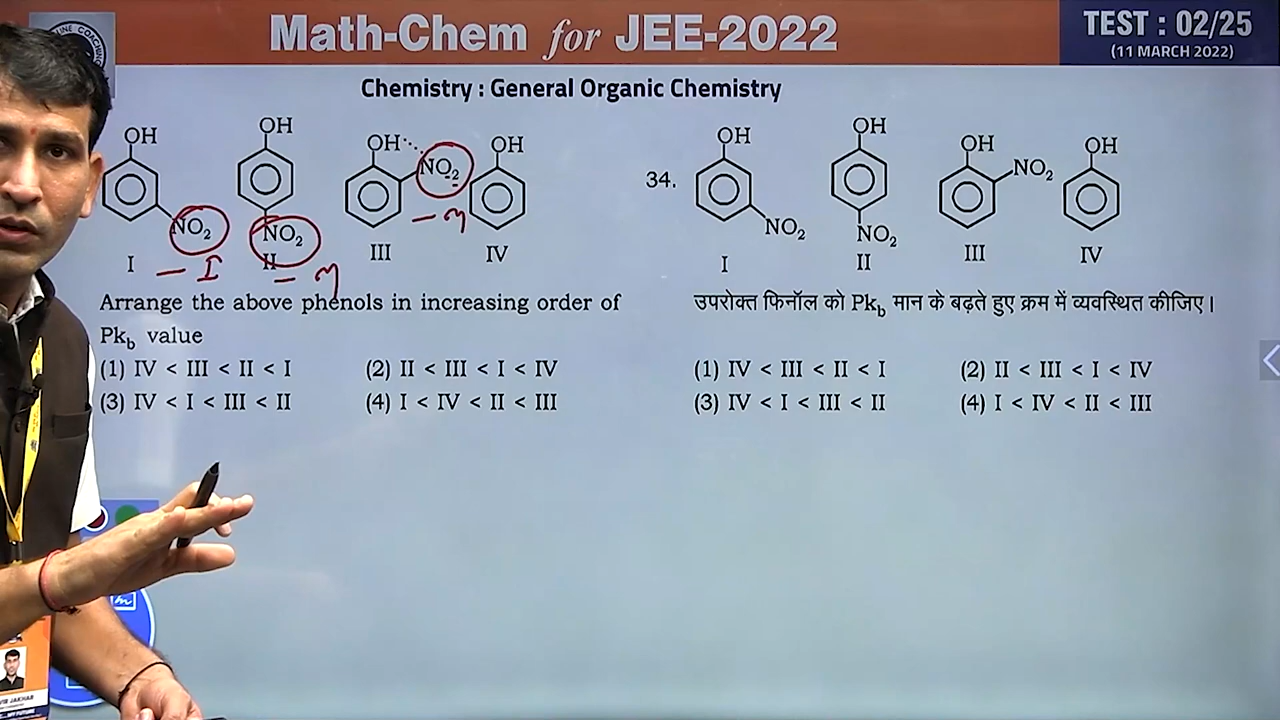 Math-Chem for JEE-2022
TEST : 02/25
(11 MARCH 2022)
Chemistry : General Organic Chemistry
OH
NO2
I
– I
OH
NO2
II
– M
OH
NO2
III
– M
OH
IV
Arrange the above phenols in increasing order of
Pkb value
(1) IV < III < II < I
(2) II < III < I < IV
(3) IV < I < III < II
(4) I < IV < II < III
34.
OH
NO2
I
OH
NO2
II
OH
NO2
III
OH
IV
उपरोक्त फिनॉल को Pkb मान के बढ़ते हुए क्रम में व्यवस्थित कीजिए।
(1) IV < III < II < I
(2) II < III < I < IV
(3) IV < I < III < II
(4) I < IV < II < III